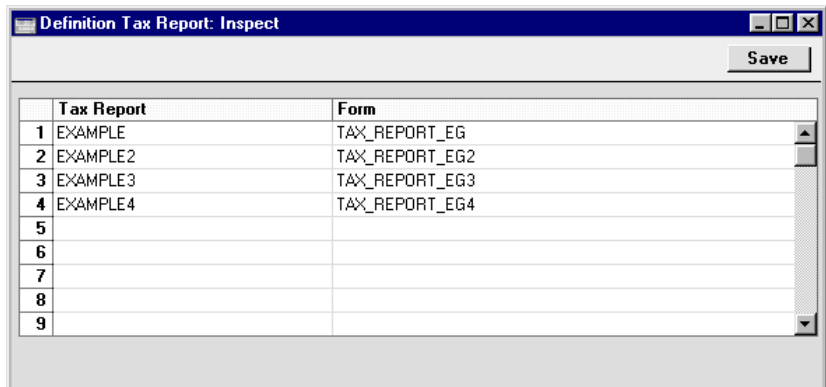 Definition Tax Report: Inspect
Save
Tax Report Form
1 EXAMPLE TAX_REPORT_EG
2 EXAMPLE2 TAX_REPORT_EG2
3 EXAMPLE3 TAX_REPORT_EG3
4 EXAMPLE4 TAX_REPORT_EG4
5
6
7
8
9